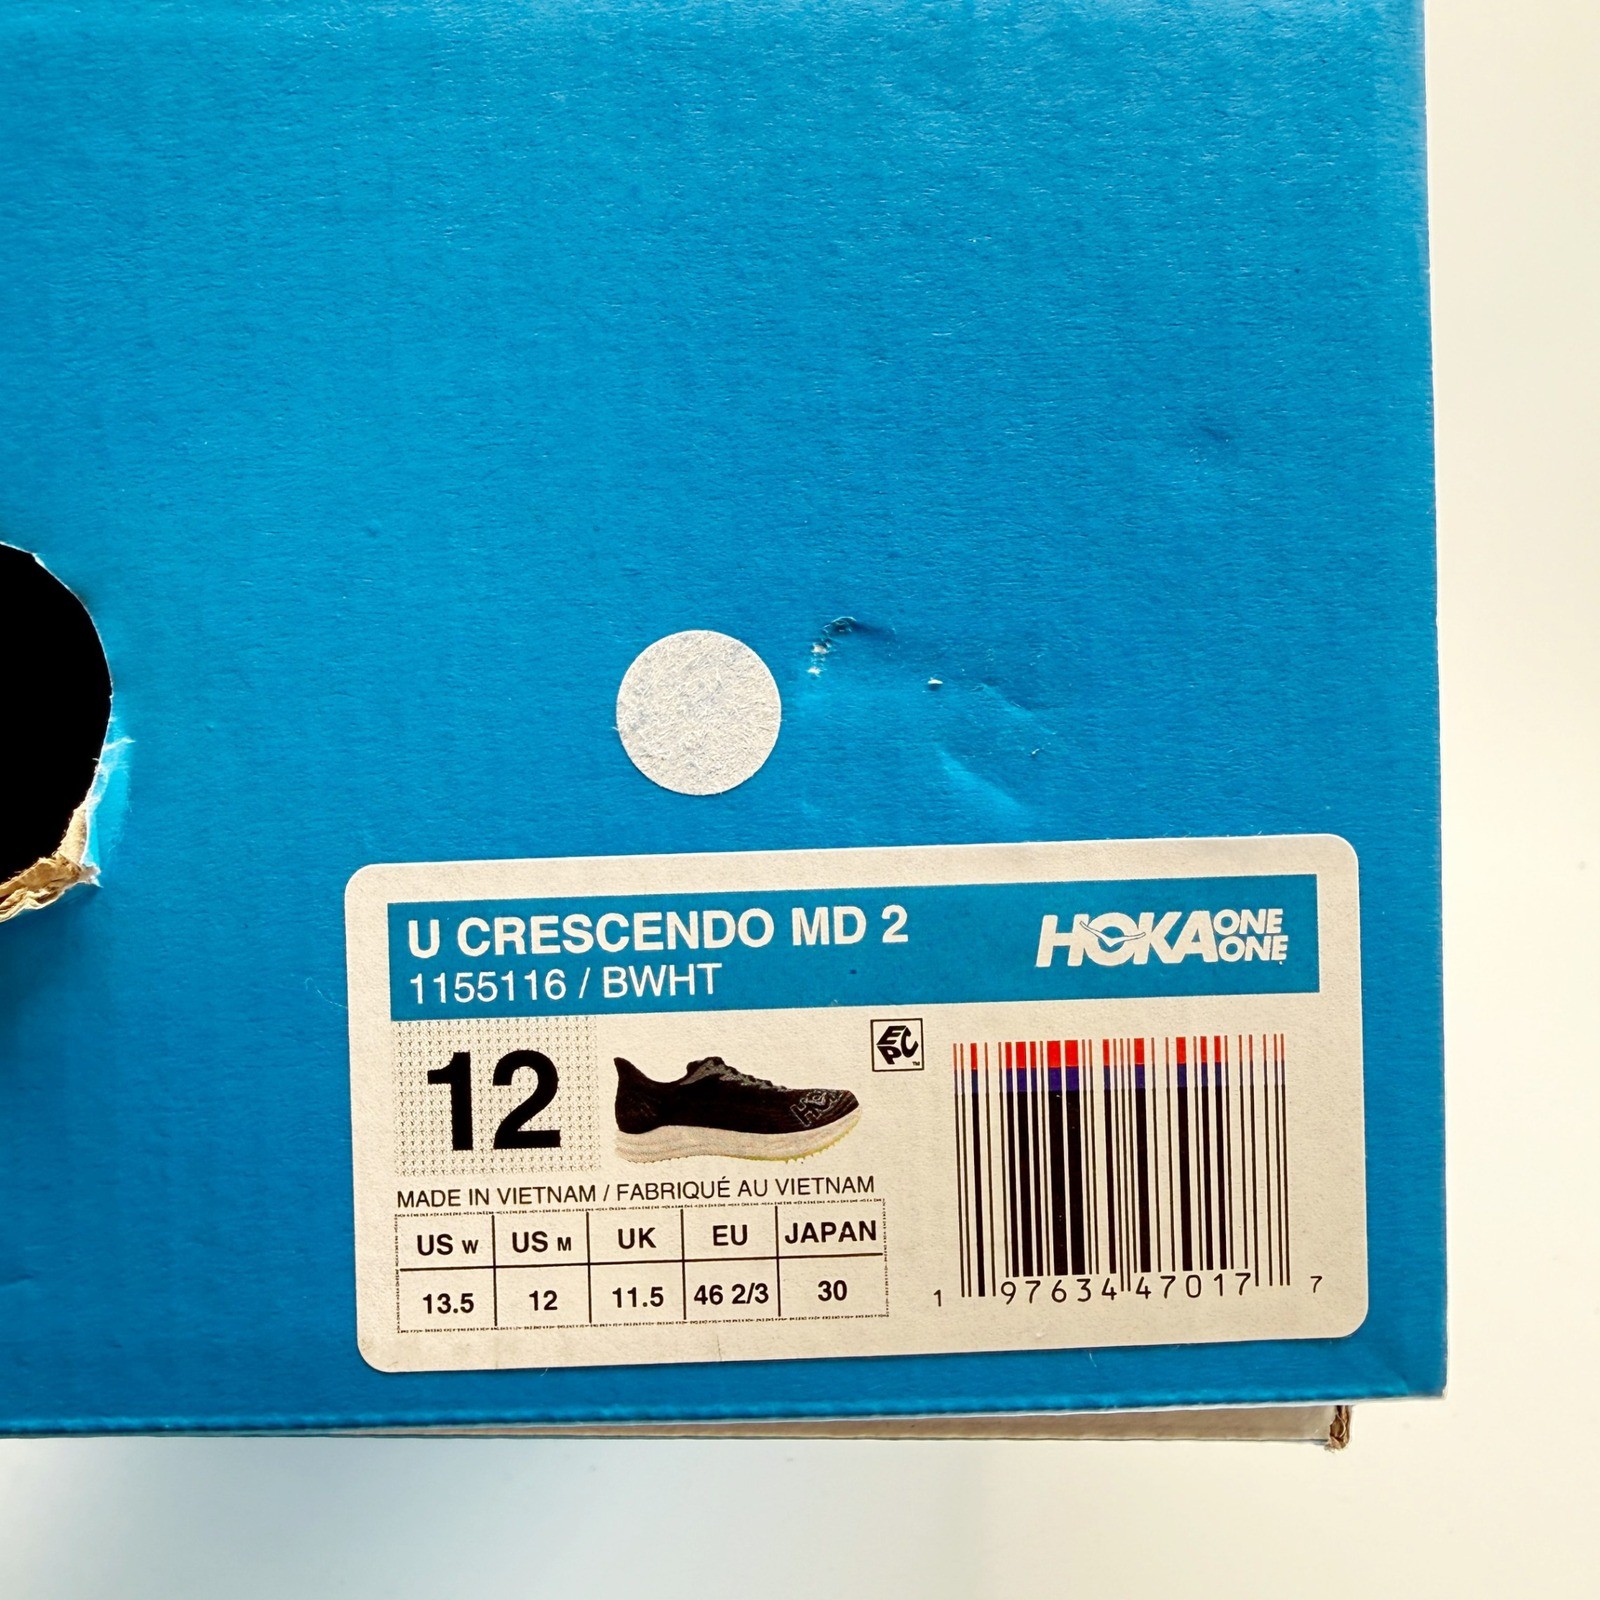 U CRESCENDO MD 2
HOKA ONE ONE
1155116 / BWHT
12
EPC™
MADE IN VIETNAM / FABRIQUÉ AU VIETNAM
US W US M UK EU JAPAN
13.5 12 11.5 46 2/3 30
1 97634 47017 7